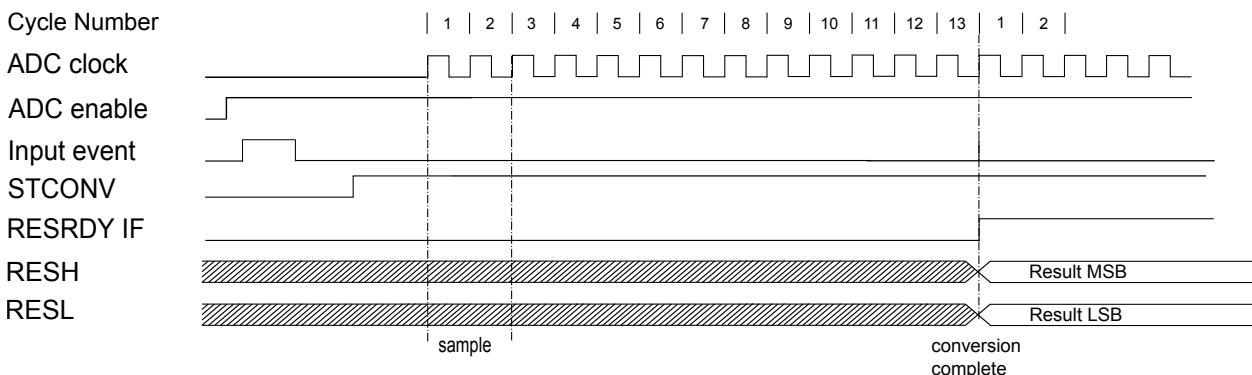 Cycle Number 1 2 3 4 5 6 7 8 9 10 11 12 13 1 2
ADC clock
ADC enable
Input event
STCONV
RESRDY IF
RESH Result MSB
RESL Result LSB
sample conversion
complete